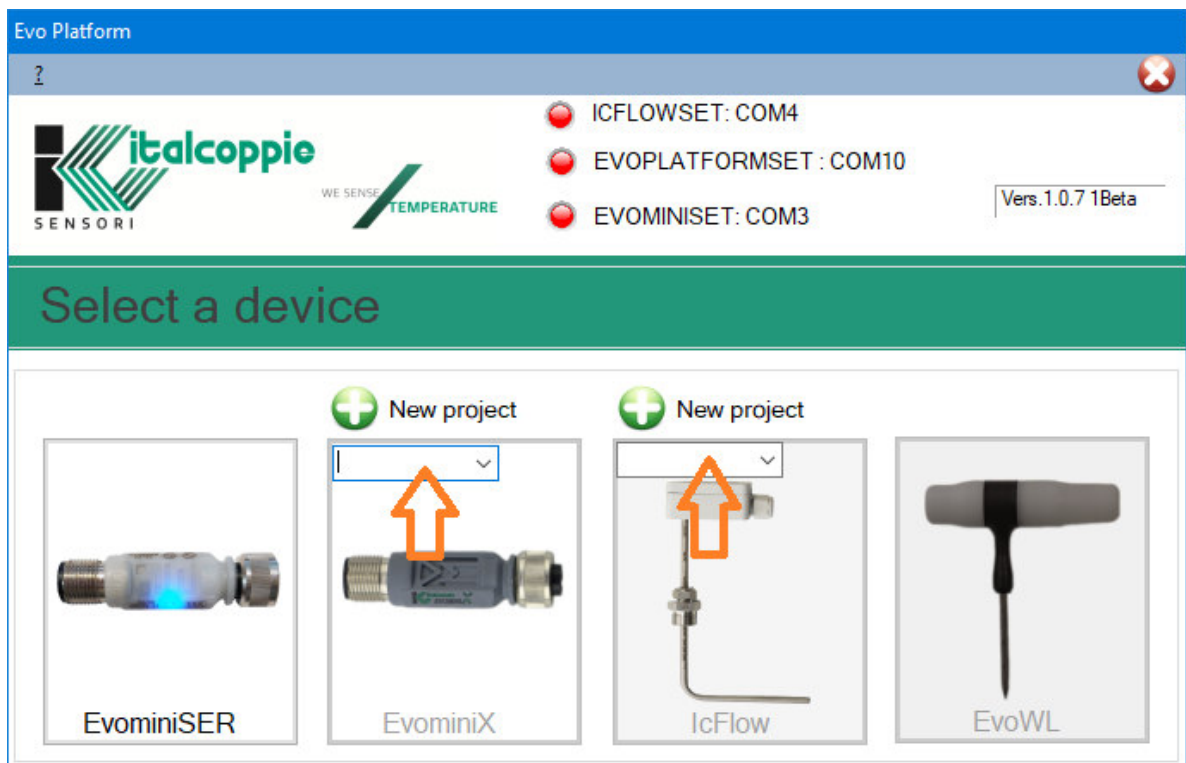 Evo Platform
?
italcoppie
SENSORI
WE SENSE
TEMPERATURE
ICFLOWSET: COM4
EVOPLATFORMSET : COM10
EVOMINISET: COM3
Vers.1.0.7 1Beta
Select a device
New project
New project
EvominiSER
EvominiX
IcFlow
EvoWL